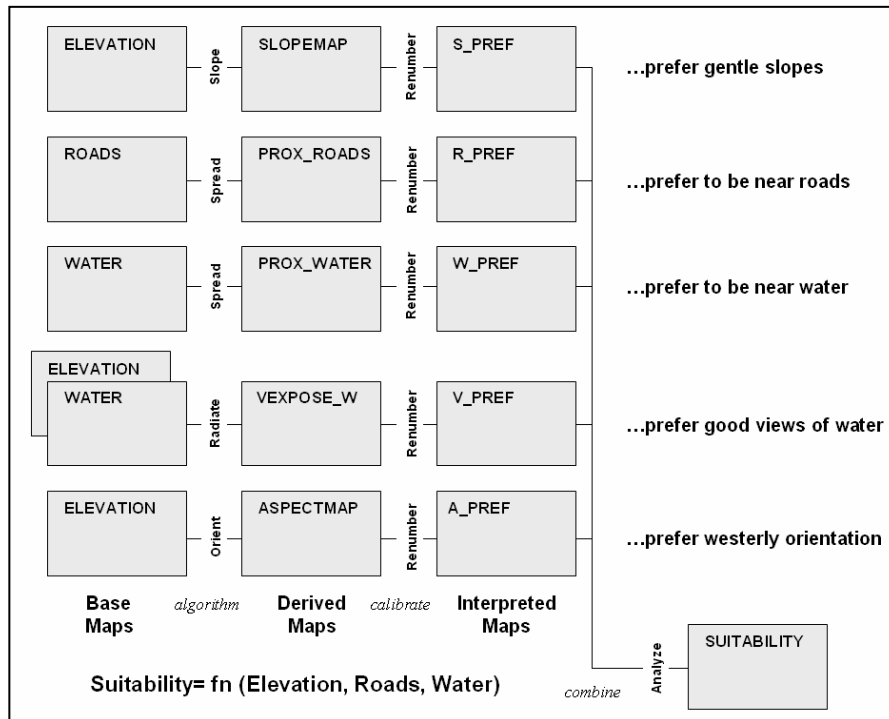 ELEVATION
Slope
SLOPEMAP
Renumber
S_PREF
…prefer gentle slopes
ROADS
Spread
PROX_ROADS
Renumber
R_PREF
…prefer to be near roads
WATER
Spread
PROX_WATER
Renumber
W_PREF
…prefer to be near water
ELEVATION
WATER
Radiate
VEXPOSE_W
Renumber
V_PREF
…prefer good views of water
ELEVATION
Orient
ASPECTMAP
Renumber
A_PREF
…prefer westerly orientation
Base
Maps
algorithm
Derived
Maps
calibrate
Interpreted
Maps
Suitability= fn (Elevation, Roads, Water)
combine
Analyze
SUITABILITY